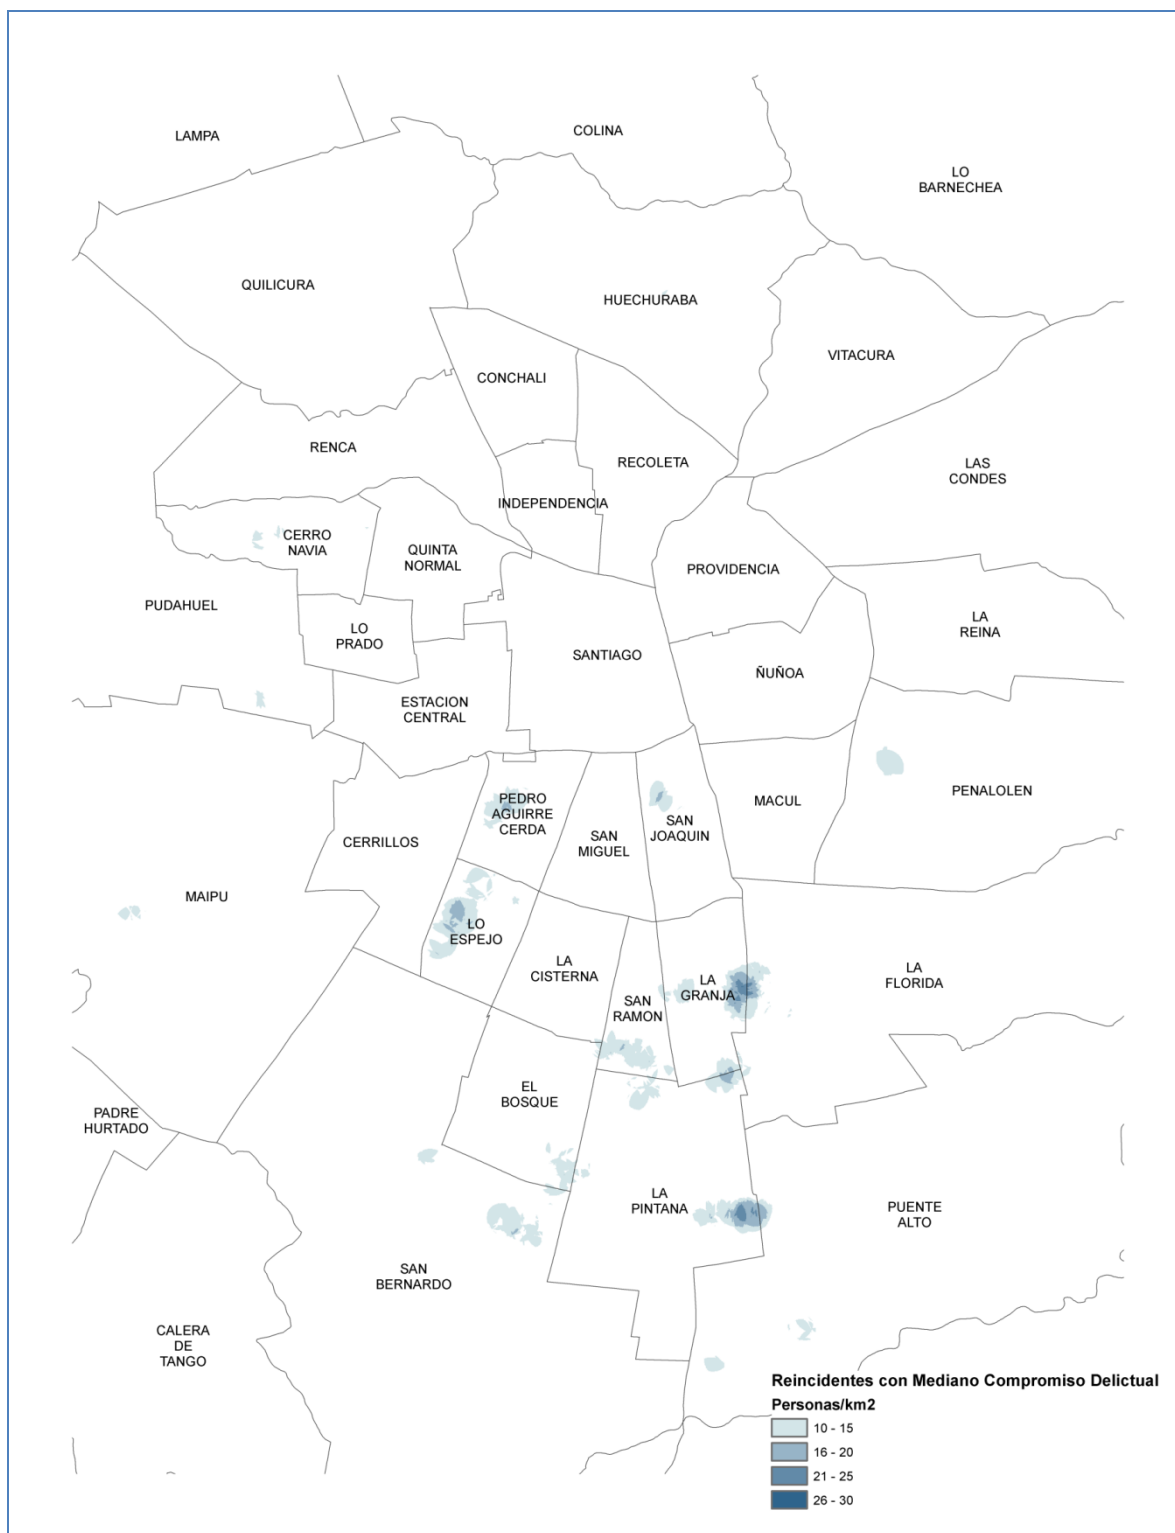 COLINA
LAMPA
LO
BARNECHEA
QUILICURA
HUECHURABA
VITACURA
CONCHALI
RENCA
RECOLETA
LAS
CONDES
INDEPENDENCIA
CERRO
NAVIA
QUINTA
NORMAL
PROVIDENCIA
PUDAHUEL
LA
REINA
LO
PRADO
SANTIAGO
ÑUÑOA
ESTACION
CENTRAL
PENALOLEN
PEDRO
AGUIRRE
CERDA
MACUL
SAN
JOAQUIN
SAN
MIGUEL
CERRILLOS
MAIPU
LO
ESPEJO
LA
CISTERNA
LA
FLORIDA
LA
GRANJA
SAN
RAMON
EL
BOSQUE
PADRE
HURTADO
LA
PINTANA
PUENTE
ALTO
SAN
BERNARDO
CALERA
DE
TANGO
Reincidentes con Mediano Compromiso Delictual
Personas/km2
10 - 15
16 - 20
21 - 25
26 - 30